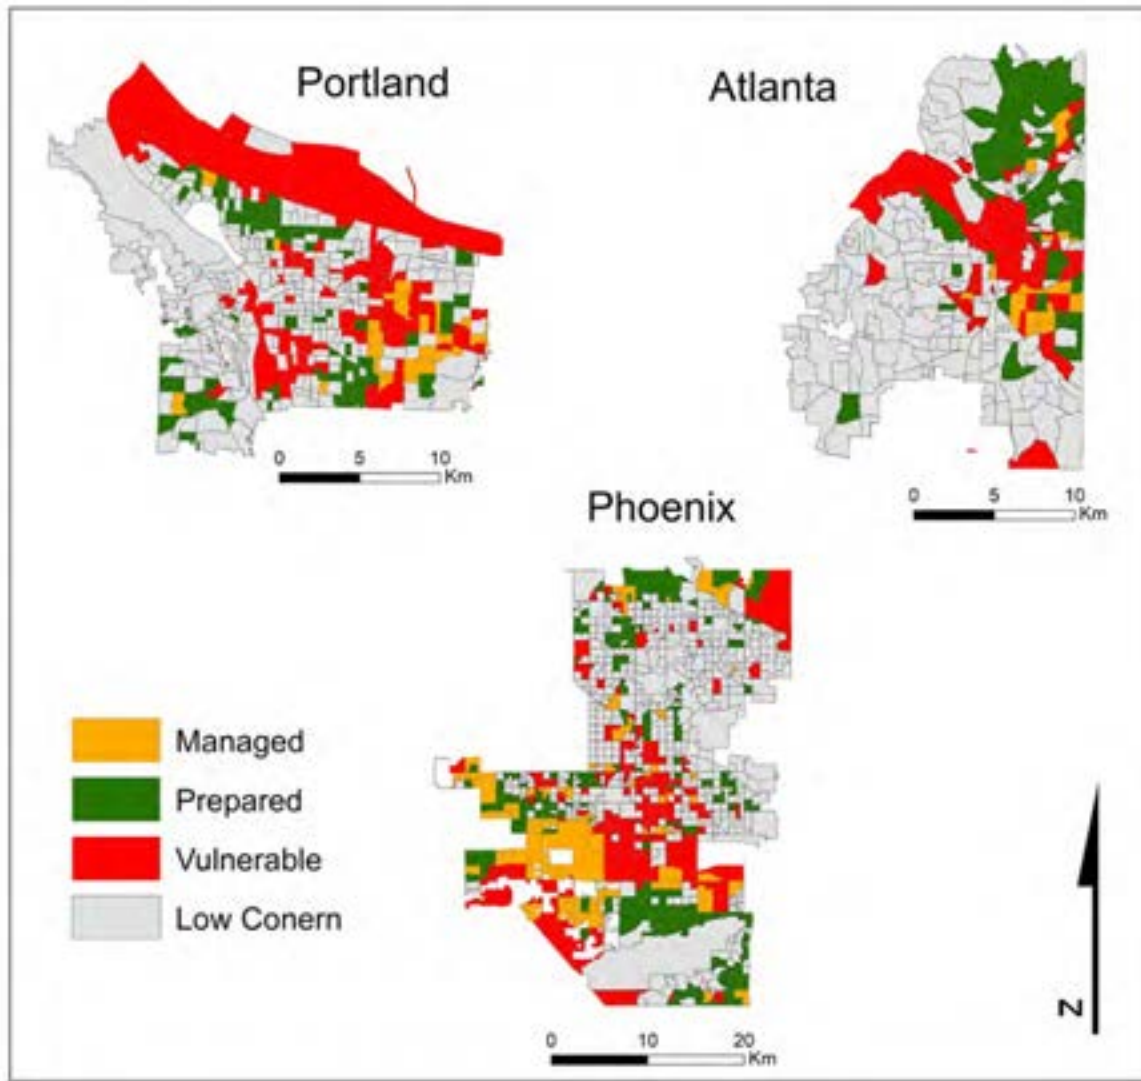 Portland
Atlanta
0 5 10
Km
0 5 10
Km
Phoenix
Managed
Prepared
Vulnerable
Low Conern
0 10 20
Km
N